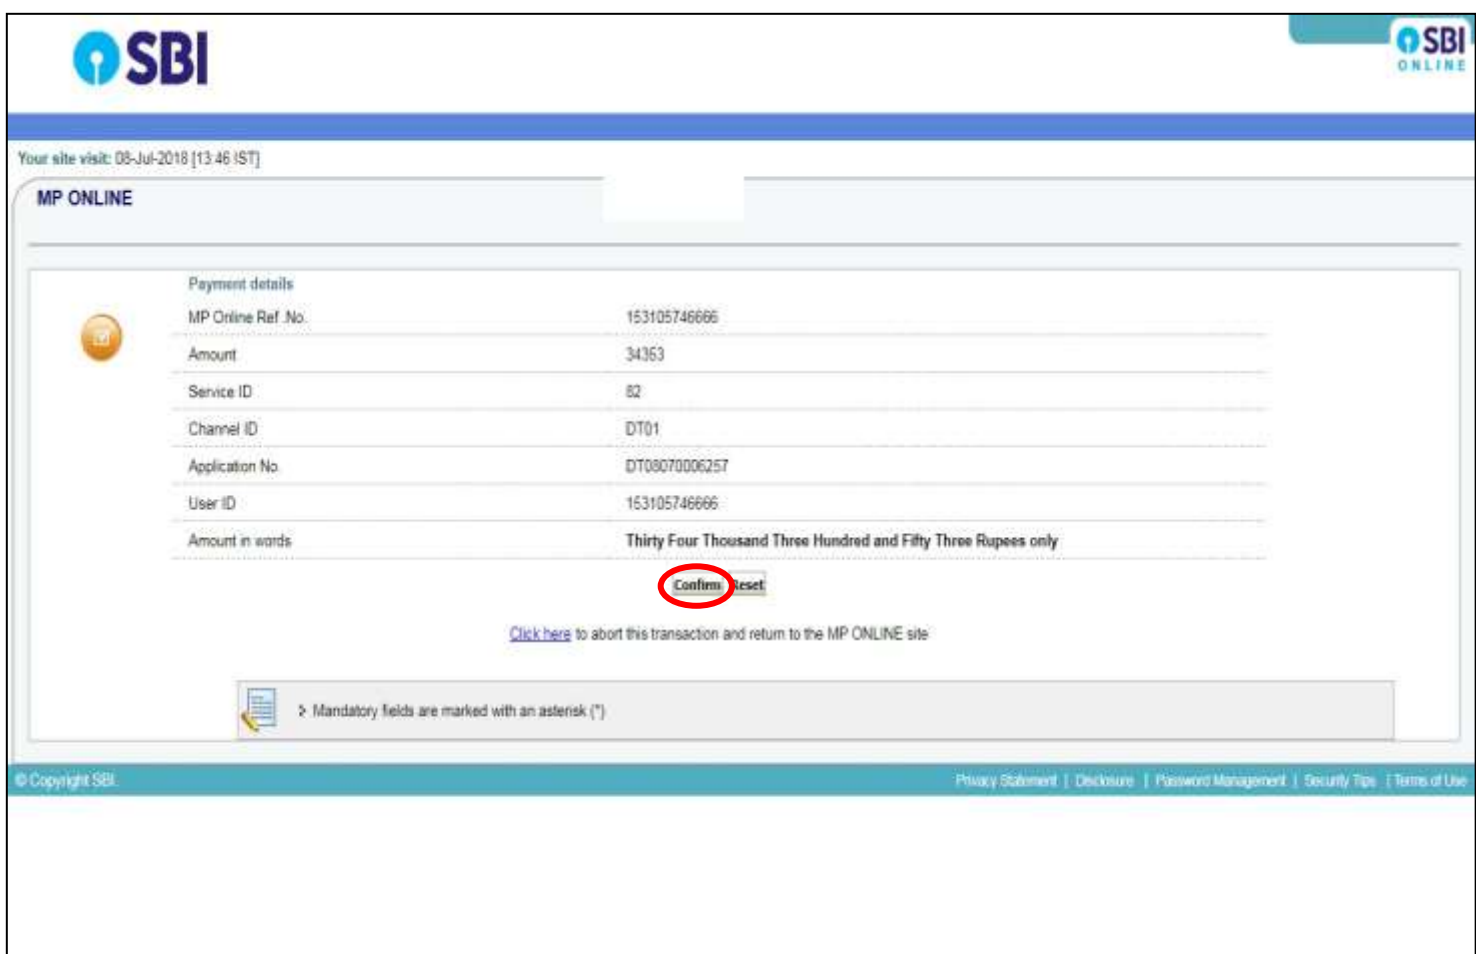 SBI
SBI
ONLINE
Your site visit: 08-Jul-2018 [13:46 IST]
MP ONLINE
Payment details
MP Online Ref .No. 153105746666
Amount 34353
Service ID 82
Channel ID DT01
Application No. DT08070006257
User ID 153105746666
Amount in words Thirty Four Thousand Three Hundred and Fifty Three Rupees only
Confirm Reset
Click here to abort this transaction and return to the MP ONLINE site
Mandatory fields are marked with an asterisk (*)
© Copyright SBI. Privacy Statement | Disclosure | Password Management | Security Tips | Terms of Use